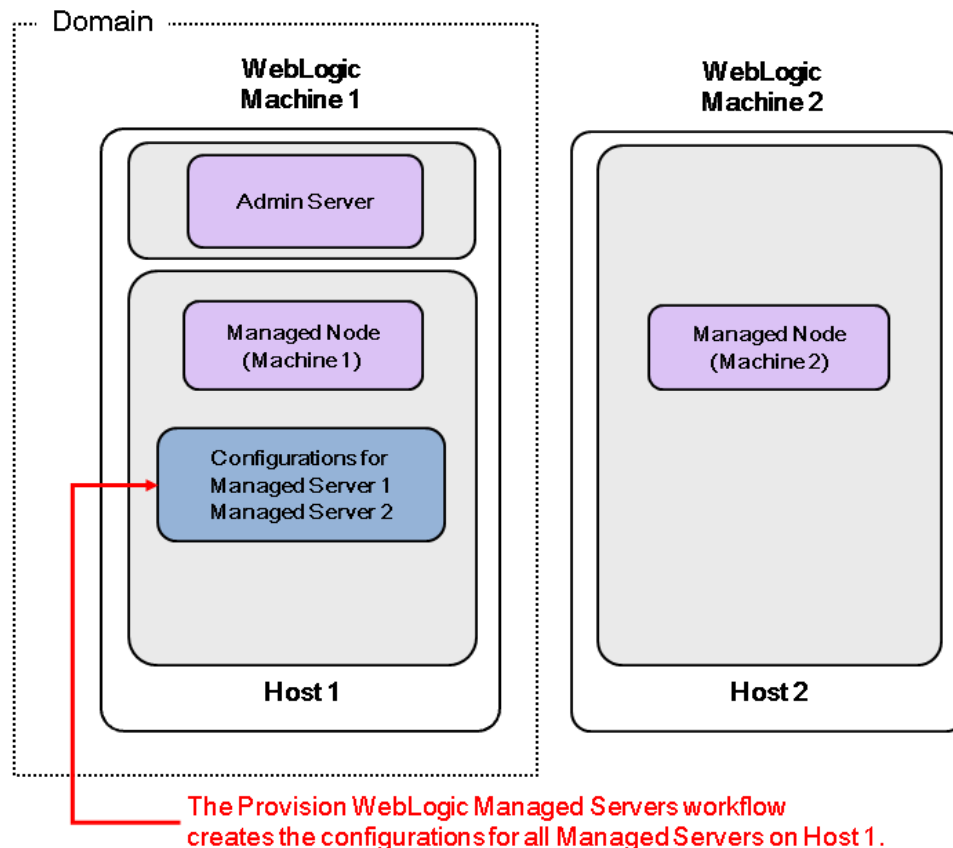 Domain
WebLogic
Machine 1
WebLogic
Machine 2
Admin Server
Managed Node
(Machine 1)
Managed Node
(Machine 2)
Configurations for
Managed Server 1
Managed Server 2
Host 1
Host 2
The Provision WebLogic Managed Servers workflow
creates the configurations for all Managed Servers on Host 1.